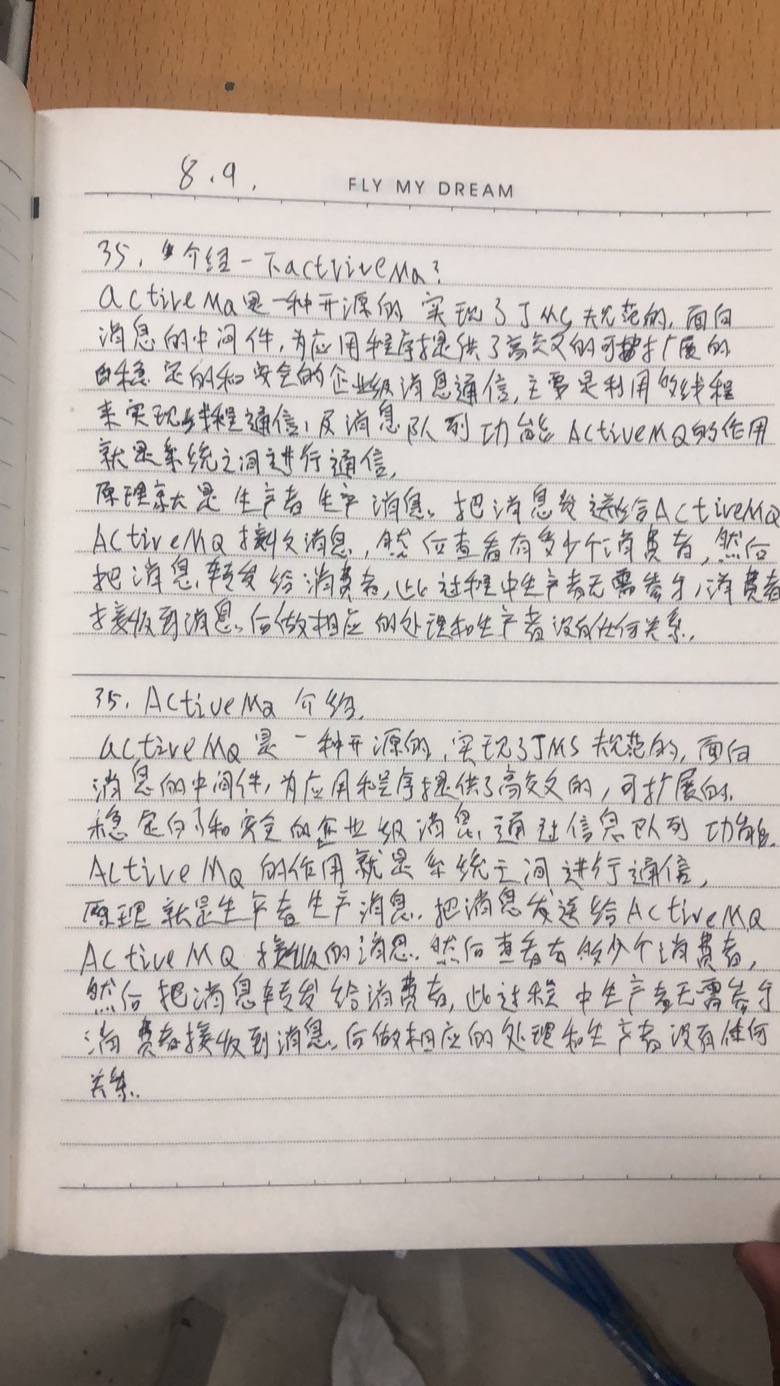 8.9.
FLY MY DREAM
35. 介绍一下actviveMQ?
activeMQ是一种开源的 实现了JMS规范的,面向
消息的中间件,为应用程序提供了高效的可扩展的
稳定的和安全的企业级消息通信,主要是利用的线程
来实现线程通信,及消息队列功能 ActiveMQ的作用
就是系统之间进行通信,
原理就是生产者生产消息。把消息发送给ActiveMQ
ActiveMQ接收消息,然后查看有多少个消费者,然后
把消息转发给消费者,此过程中生产者无需参与,消费者
接收到消息后做相应的处理和生产者没有任何关系.
35. ActiveMQ 介绍.
activeMQ是一种开源的,实现了JMS规范的,面向
消息的中间件,为应用程序提供了高效的,可扩展的,
稳定的和安全的企业级消息,通过信息队列功能.
ActiveMQ的作用就是系统之间进行通信,
原理就是生产者生产消息.把消息发送给ActiveMQ
ActiveMQ接收的消息.然后查看有多少个消费者,
然后把消息转发给消费者,此过程中生产者无需参与
消费者接收到消息后做相应的处理和生产者没有任何
关系.